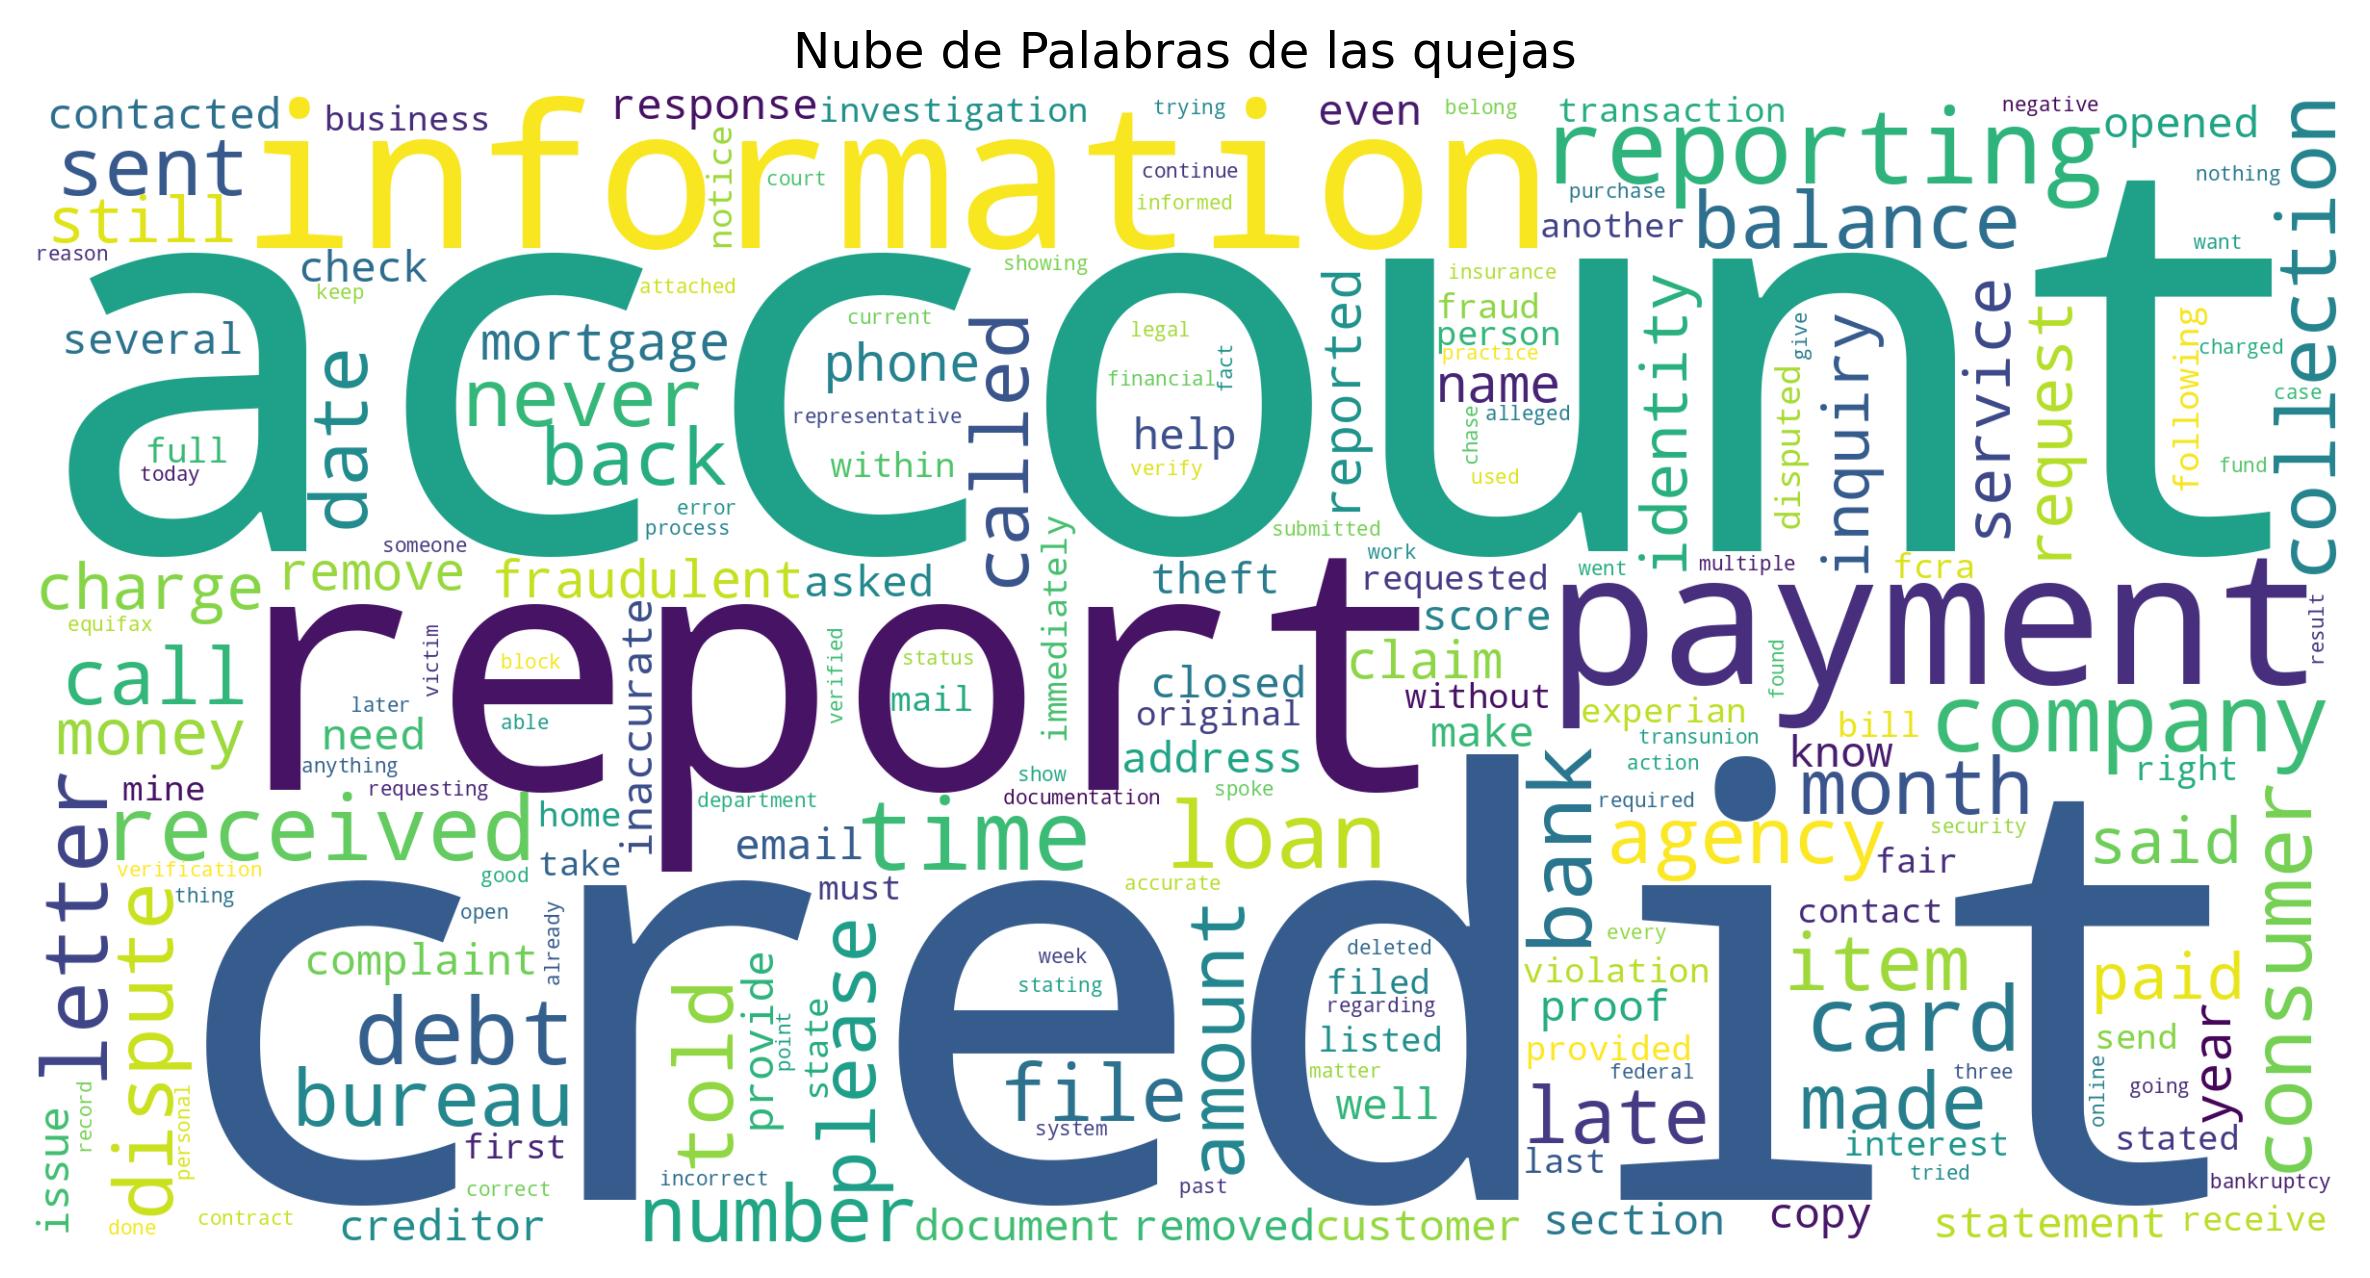 Nube de Palabras de las quejas
contacted
business
response
investigation
trying
even
belong
transaction
negative
opened
sent
information
notice
court
continue
informed
reporting
purchase
nothing
collection
still
another
balance
want
reason
check
keep
attached
showing
insurance
account
several
date
mortgage
never
back
current
phone
representative
within
called
legal
financial
fact
help
verify
reported
fraud
person
practice
name
chase
alleged
used
identity
give
disputed
inquiry
service
request
following
charged
case
fund
full
today
error
process
submitted
someone
charge
remove
fraudulent
asked
immediately
theft
work
requested
went
multiple
fcra
equifax
report
payment
result
score
call
victim
block
inaccurate
verified
status
mail
claim
closed
original
without
found
later
able
money
need
make
experian
bill
company
transunion
know
anything
address
right
mine
requesting
department
show
documentation
spoke
action
month
required
letter
received
home
time
loan
bank
agency
security
said
consumer
email
take
fair
verification
thing
good
must
accurate
credit
dispute
open
already
contact
complaint
week
stating
amount
deleted
filed
regarding
every
violation
item
paid
debt
told
provide
point
state
please
listed
proof
card
send
year
provided
matter
federal
three
online
going
bureau
file
well
late
made
issue
record
personal
first
system
last
interest
stated
tried
incorrect
correct
past
bankruptcy
done
contract
creditor
number
document
removed
customer
section
copy
statement
receive